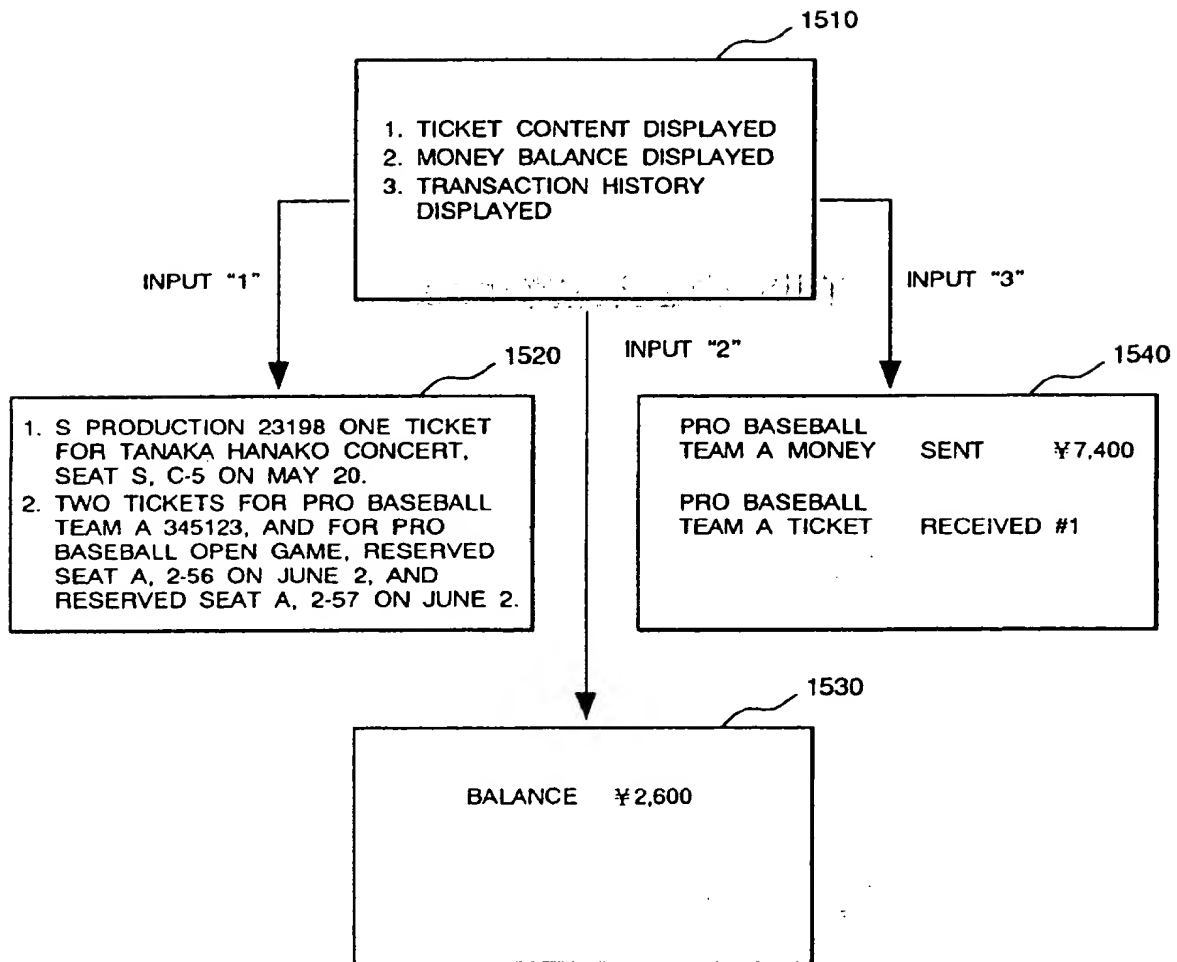 1510
1. TICKET CONTENT DISPLAYED
2. MONEY BALANCE DISPLAYED
3. TRANSACTION HISTORY
DISPLAYED
INPUT "1"
INPUT "3"
INPUT "2"
1520
1. S PRODUCTION 23198 ONE TICKET
FOR TANAKA HANAKO CONCERT,
SEAT S, C-5 ON MAY 20.
2. TWO TICKETS FOR PRO BASEBALL
TEAM A 345123, AND FOR PRO
BASEBALL OPEN GAME, RESERVED
SEAT A, 2-56 ON JUNE 2, AND
RESERVED SEAT A, 2-57 ON JUNE 2.
1540
PRO BASEBALL
TEAM A MONEY SENT ¥7,400
PRO BASEBALL
TEAM A TICKET RECEIVED #1
1530
BALANCE ¥2,600